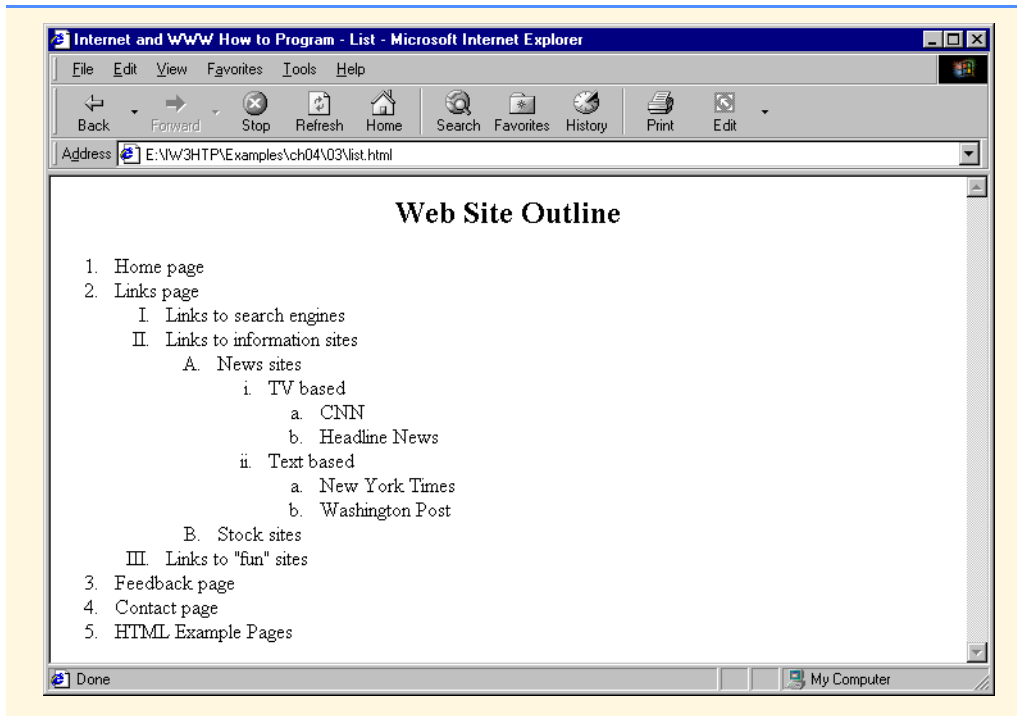 Internet and WWW How to Program - List - Microsoft Internet Explorer
File Edit View Favorites Tools Help
Back Forward Stop Refresh Home Search Favorites History Print Edit
Address E:\IW3HTP\Examples\ch04\03\list.html
Web Site Outline
1. Home page
2. Links page
I. Links to search engines
II. Links to information sites
A. News sites
i. TV based
a. CNN
b. Headline News
ii. Text based
a. New York Times
b. Washington Post
B. Stock sites
III. Links to "fun" sites
3. Feedback page
4. Contact page
5. HTML Example Pages
Done My Computer